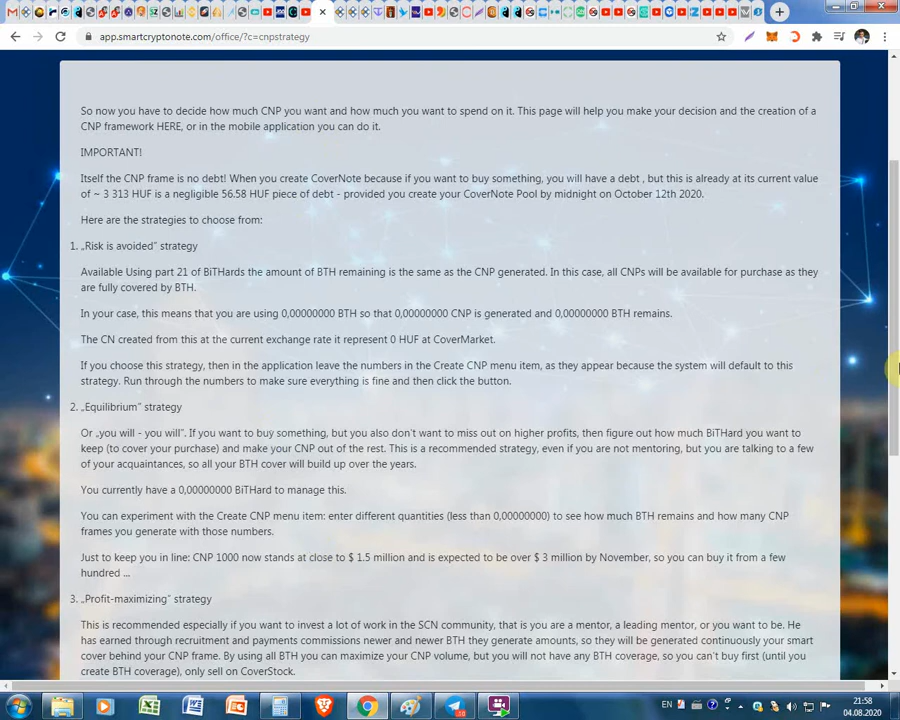 app.smartcryptonote.com/office/?c=cnpstrategy
So now you have to decide how much CNP you want and how much you want to spend on it. This page will help you make your decision and the creation of a
CNP framework HERE, or in the mobile application you can do it.
IMPORTANT!
Itself the CNP frame is no debt! When you create CoverNote because if you want to buy something, you will have a debt , but this is already at its current value
of ~ 3 313 HUF is a negligible 56.58 HUF piece of debt - provided you create your CoverNote Pool by midnight on October 12th 2020.
Here are the strategies to choose from:
1. „Risk is avoided" strategy
Available Using part 21 of BiTHards the amount of BTH remaining is the same as the CNP generated. In this case, all CNPs will be available for purchase as they
are fully covered by BTH.
In your case, this means that you are using 0,00000000 BTH so that 0,00000000 CNP is generated and 0,00000000 BTH remains.
The CN created from this at the current exchange rate it represent 0 HUF at CoverMarket.
If you choose this strategy, then in the application leave the numbers in the Create CNP menu item, as they appear because the system will default to this
strategy. Run through the numbers to make sure everything is fine and then click the button.
2. „Equilibrium" strategy
Or „you will - you will". If you want to buy something, but you also don't want to miss out on higher profits, then figure out how much BiTHard you want to
keep (to cover your purchase) and make your CNP out of the rest. This is a recommended strategy, even if you are not mentoring, but you are talking to a few
of your acquaintances, so all your BTH cover will build up over the years.
You currently have a 0,00000000 BiTHard to manage this.
You can experiment with the Create CNP menu item: enter different quantities (less than 0,00000000) to see how much BTH remains and how many CNP
frames you generate with those numbers.
Just to keep you in line: CNP 1000 now stands at close to $ 1.5 million and is expected to be over $ 3 million by November, so you can buy it from a few
hundred ...
3. „Profit-maximizing" strategy
This is recommended especially if you want to invest a lot of work in the SCN community, that is you are a mentor, a leading mentor, or you want to be. He
has earned through recruitment and payments commissions newer and newer BTH they generate amounts, so they will be generated continuously your smart
cover behind your CNP frame. By using all BTH you can maximize your CNP volume, but you will not have any BTH coverage, so you can't buy first (until you
create BTH coverage), only sell on CoverStock.
EN
21:58
04.08.2020